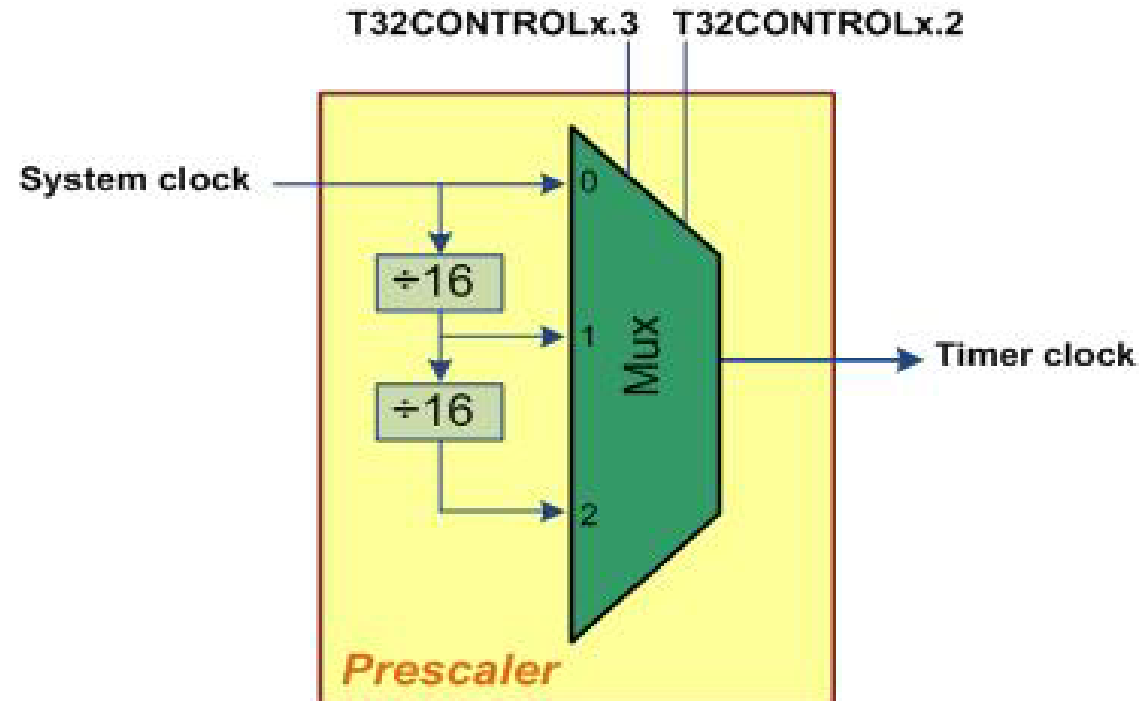 T32CONTROLx.3 T32CONTROLx.2
System clock
0
÷16
1
Mux
Timer clock
÷16
2
Prescaler